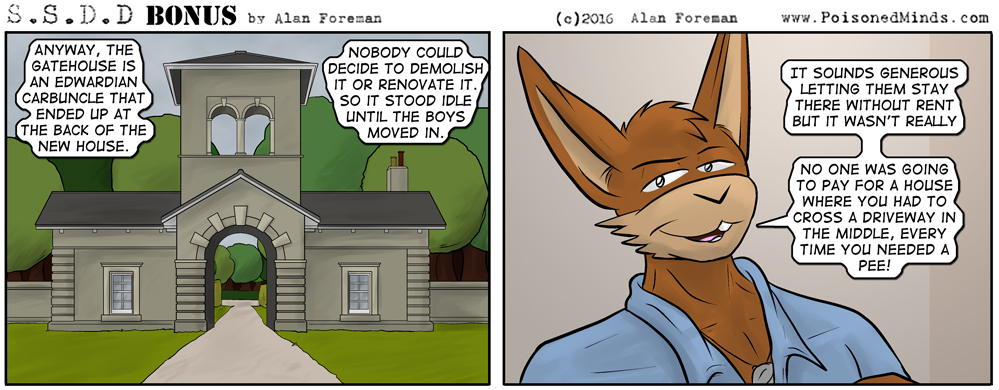 S.S.D.D BONUS by Alan Foreman (c)2016 Alan Foreman www.PoisonedMinds.com
ANYWAY, THE
GATEHOUSE IS
AN EDWARDIAN
CARBUNCLE THAT
ENDED UP AT
THE BACK OF THE
NEW HOUSE.
NOBODY COULD
DECIDE TO DEMOLISH
IT OR RENOVATE IT.
SO IT STOOD IDLE
UNTIL THE BOYS
MOVED IN.
IT SOUNDS GENEROUS
LETTING THEM STAY
THERE WITHOUT RENT
BUT IT WASN'T REALLY
NO ONE WAS GOING
TO PAY FOR A HOUSE
WHERE YOU HAD TO
CROSS A DRIVEWAY IN
THE MIDDLE, EVERY
TIME YOU NEEDED A
PEE!